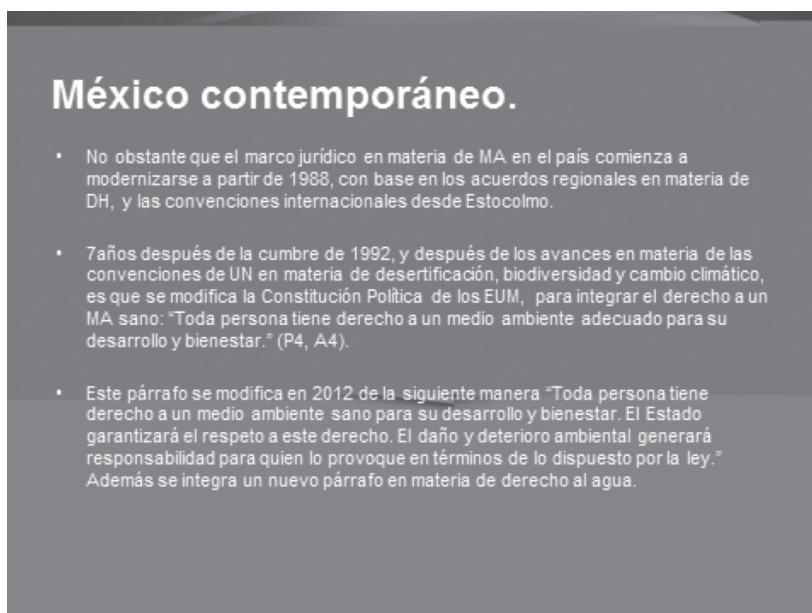 México contemporáneo.
• No obstante que el marco jurídico en materia de MA en el país comienza a
modernizarse a partir de 1988, con base en los acuerdos regionales en materia de
DH, y las convenciones internacionales desde Estocolmo.
• 7años después de la cumbre de 1992, y después de los avances en materia de las
convenciones de UN en materia de desertificación, biodiversidad y cambio climático,
es que se modifica la Constitución Política de los EUM, para integrar el derecho a un
MA sano: “Toda persona tiene derecho a un medio ambiente adecuado para su
desarrollo y bienestar.” (P4, A4).
• Este párrafo se modifica en 2012 de la siguiente manera “Toda persona tiene
derecho a un medio ambiente sano para su desarrollo y bienestar. El Estado
garantizará el respeto a este derecho. El daño y deterioro ambiental generará
responsabilidad para quien lo provoque en términos de lo dispuesto por la ley.”
Además se integra un nuevo párrafo en materia de derecho al agua.